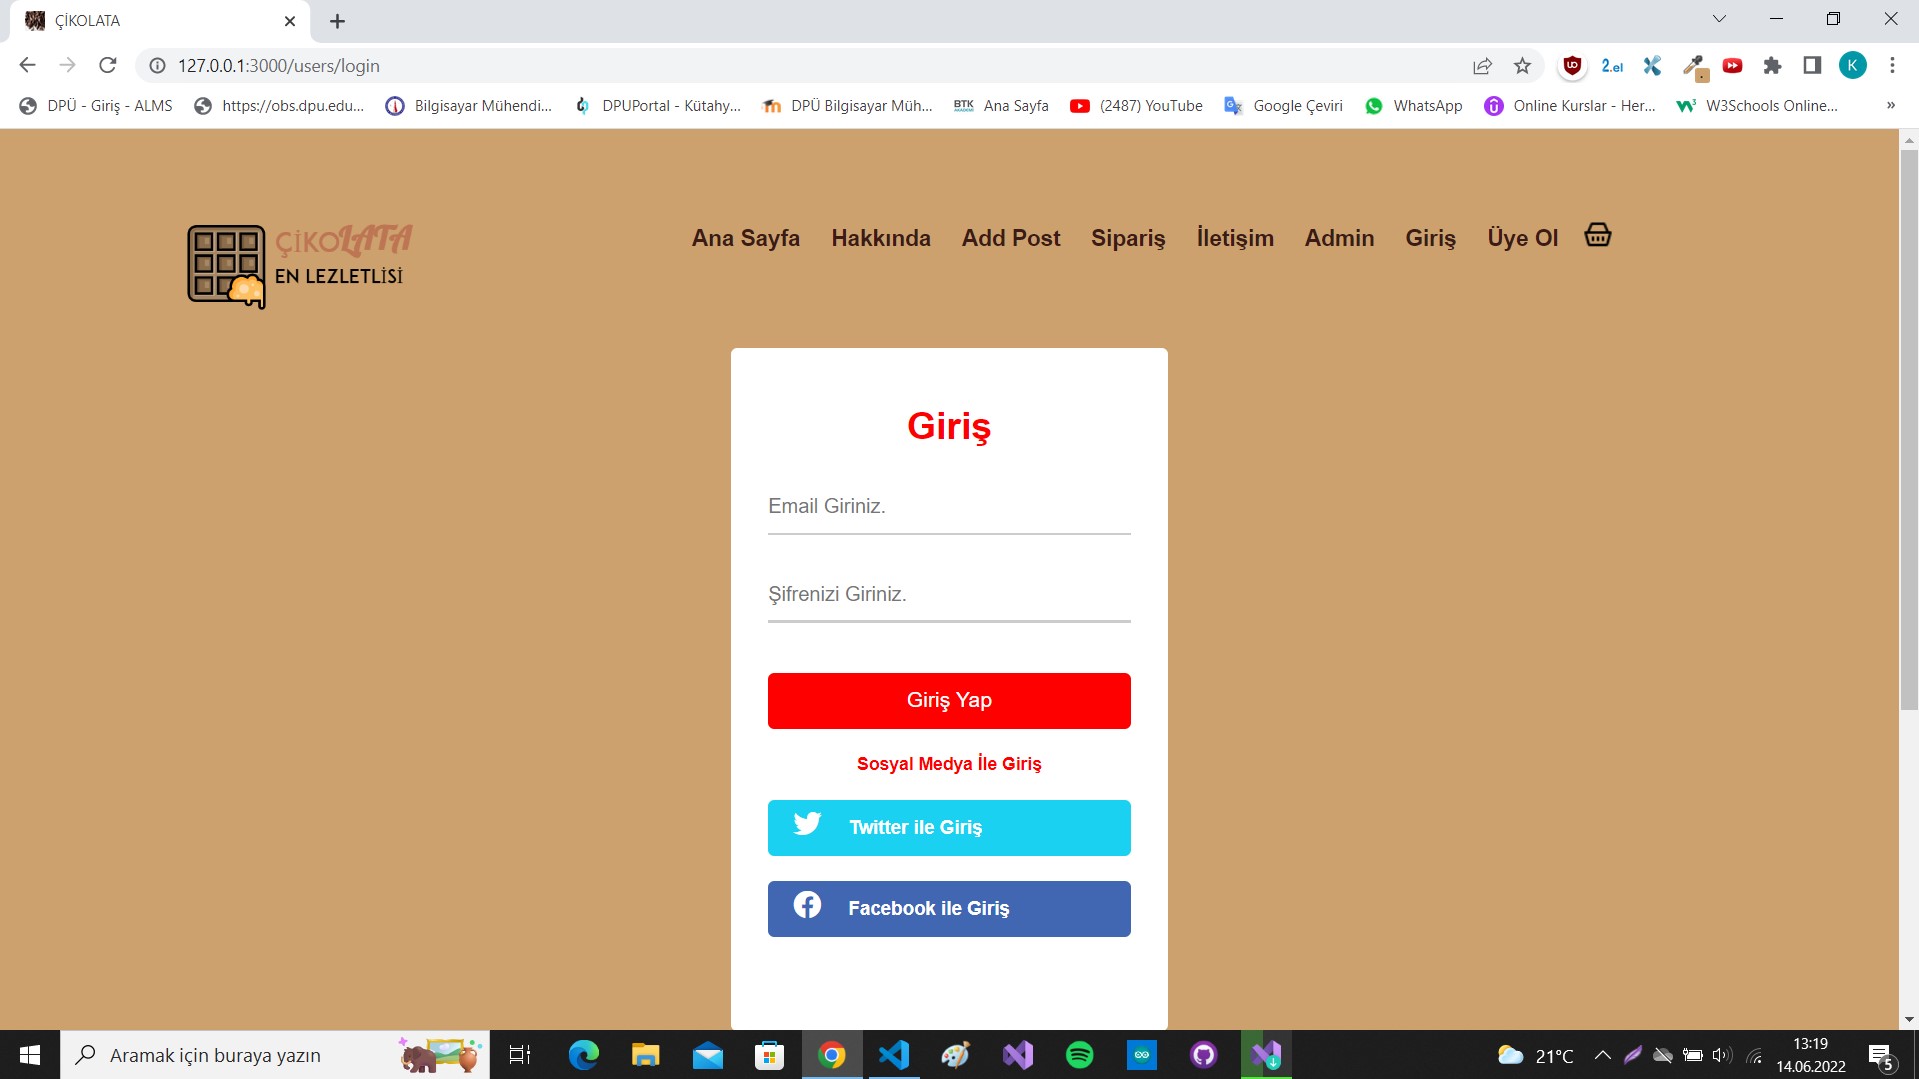 ÇİKOLATA
127.0.0.1:3000/users/login
2.el
K
DPÜ - Giriş - ALMS
https://obs.dpu.edu...
Bilgisayar Mühendi...
DPUPortal - Kütahy...
DPÜ Bilgisayar Müh...
BTK
Ana Sayfa
(2487) YouTube
Google Çeviri
WhatsApp
Online Kurslar - Her...
W3Schools Online...
»
ÇİKOLATA
EN LEZLETLİSİ
Ana Sayfa
Hakkında
Add Post
Sipariş
İletişim
Admin
Giriş
Üye Ol
Giriş
Email Giriniz.
Şifrenizi Giriniz.
Giriş Yap
Sosyal Medya İle Giriş
Twitter ile Giriş
Facebook ile Giriş
Aramak için buraya yazın
21°C
13:19
14.06.2022
5